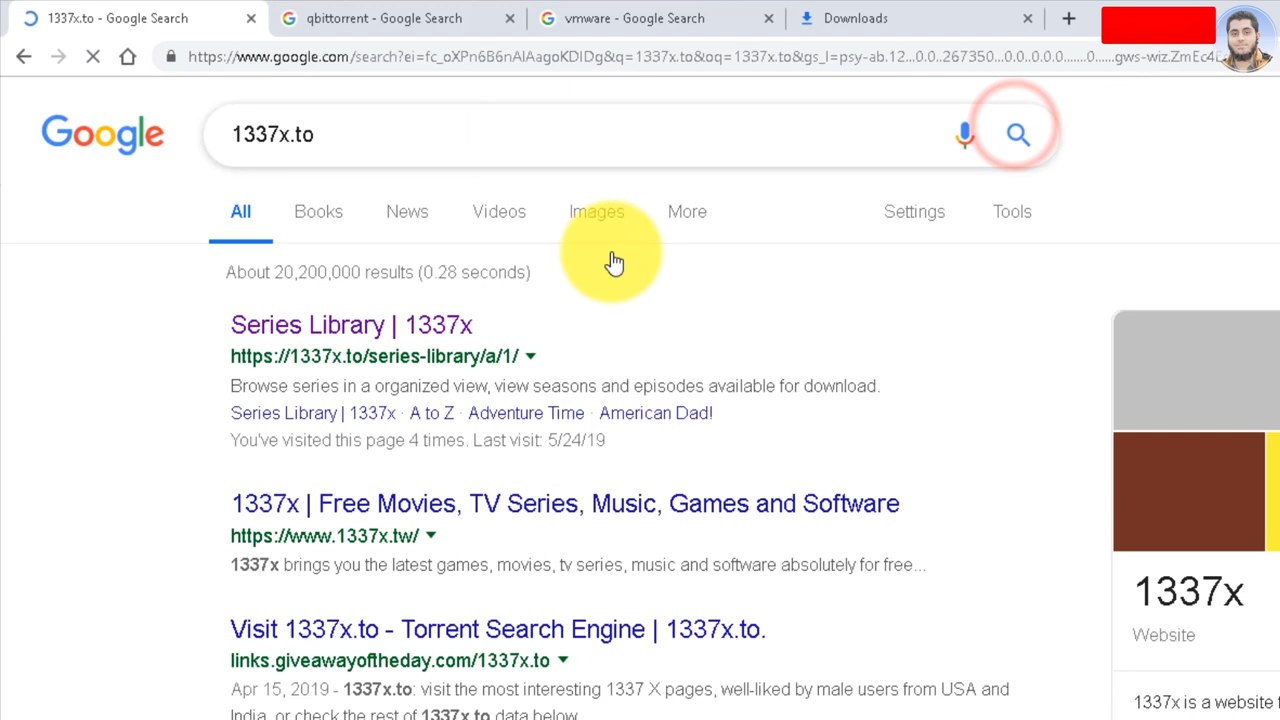 1337x.to - Google Search
qbittorrent - Google Search
vmware - Google Search
Downloads
https://www.google.com/search?ei=fc_oXPn6B6nAlAagoKDIDg&q=1337x.to&oq=1337x.to&gs_l=psy-ab.12...0.0..267350...0.0..0.0.0.......0......gws-wiz.ZmEc4E
Google
1337x.to
All Books News Videos Images More Settings Tools
About 20,200,000 results (0.28 seconds)
Series Library | 1337x
https://1337x.to/series-library/a/1/
Browse series in a organized view, view seasons and episodes available for download.
Series Library | 1337x · A to Z · Adventure Time · American Dad!
You've visited this page 4 times. Last visit: 5/24/19
1337x | Free Movies, TV Series, Music, Games and Software
https://www.1337x.tw/
1337x brings you the latest games, movies, tv series, music and software absolutely for free...
Visit 1337x.to - Torrent Search Engine | 1337x.to.
links.giveawayoftheday.com/1337x.to
Apr 15, 2019 - 1337x.to: visit the most interesting 1337 X pages, well-liked by male users from USA and
India, or check the rest of 1337x.to data below.
1337x
Website
1337x is a website